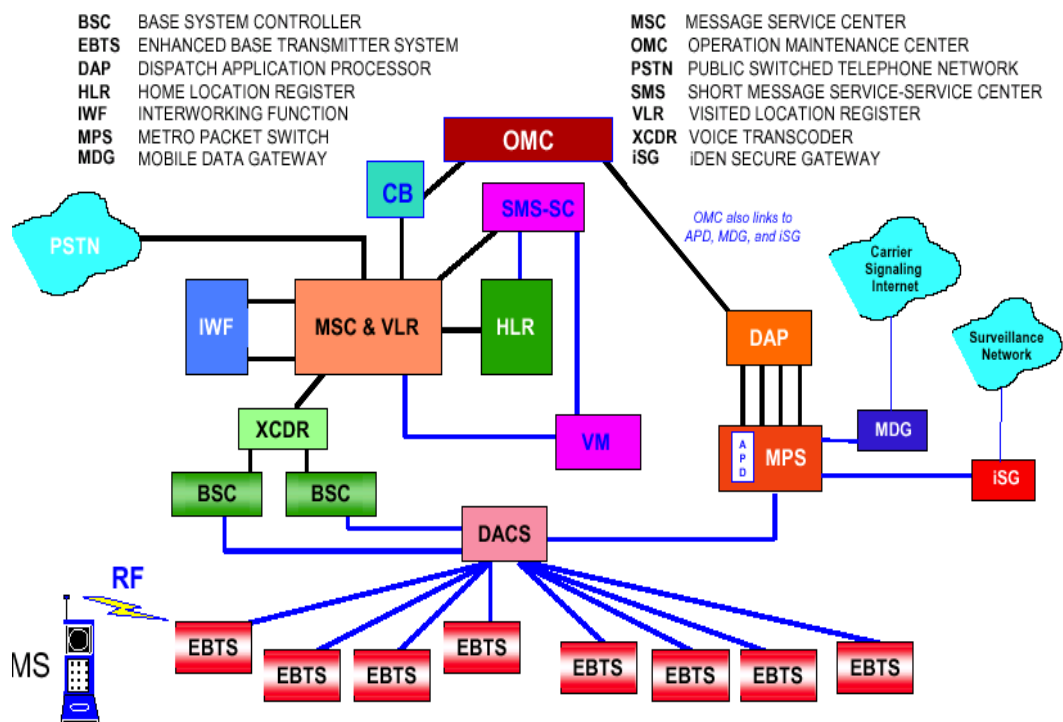 BSC BASE SYSTEM CONTROLLER
EBTS ENHANCED BASE TRANSMITTER SYSTEM
DAP DISPATCH APPLICATION PROCESSOR
HLR HOME LOCATION REGISTER
IWF INTERWORKING FUNCTION
MPS METRO PACKET SWITCH
MDG MOBILE DATA GATEWAY
MSC MESSAGE SERVICE CENTER
OMC OPERATION MAINTENANCE CENTER
PSTN PUBLIC SWITCHED TELEPHONE NETWORK
SMS SHORT MESSAGE SERVICE-SERVICE CENTER
VLR VISITED LOCATION REGISTER
XCDR VOICE TRANSCODER
iSG iDEN SECURE GATEWAY
OMC
CB
SMS-SC
OMC also links to
APD, MDG, and iSG
PSTN
Carrier
Signaling
Internet
IWF
MSC & VLR
HLR
DAP
Surveillance
Network
XCDR
VM
APD
MPS
MDG
iSG
BSC
BSC
DACS
RF
MS
EBTS
EBTS
EBTS
EBTS
EBTS
EBTS
EBTS
EBTS